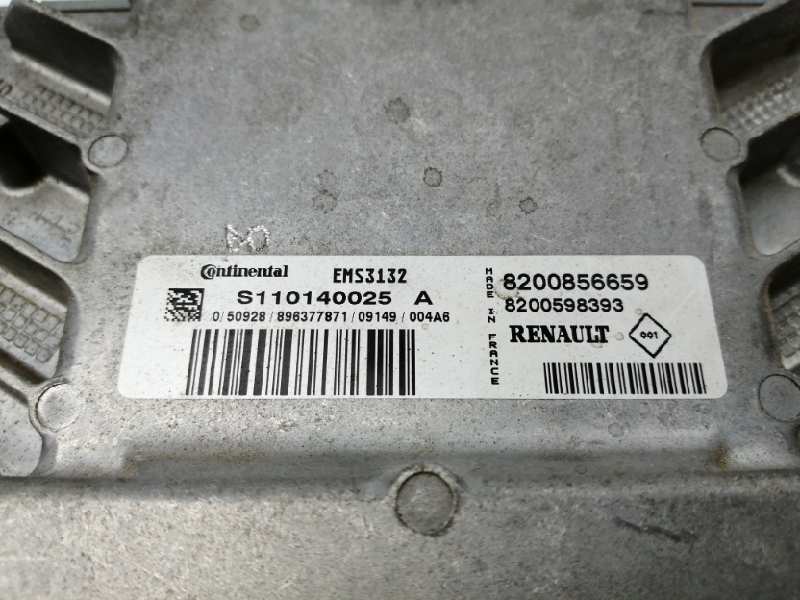 Continental EMS3132
S110140025 A
0/50928/896377871/09149/004A6
MADE IN FRANCE
8200856659
8200598393
RENAULT 001